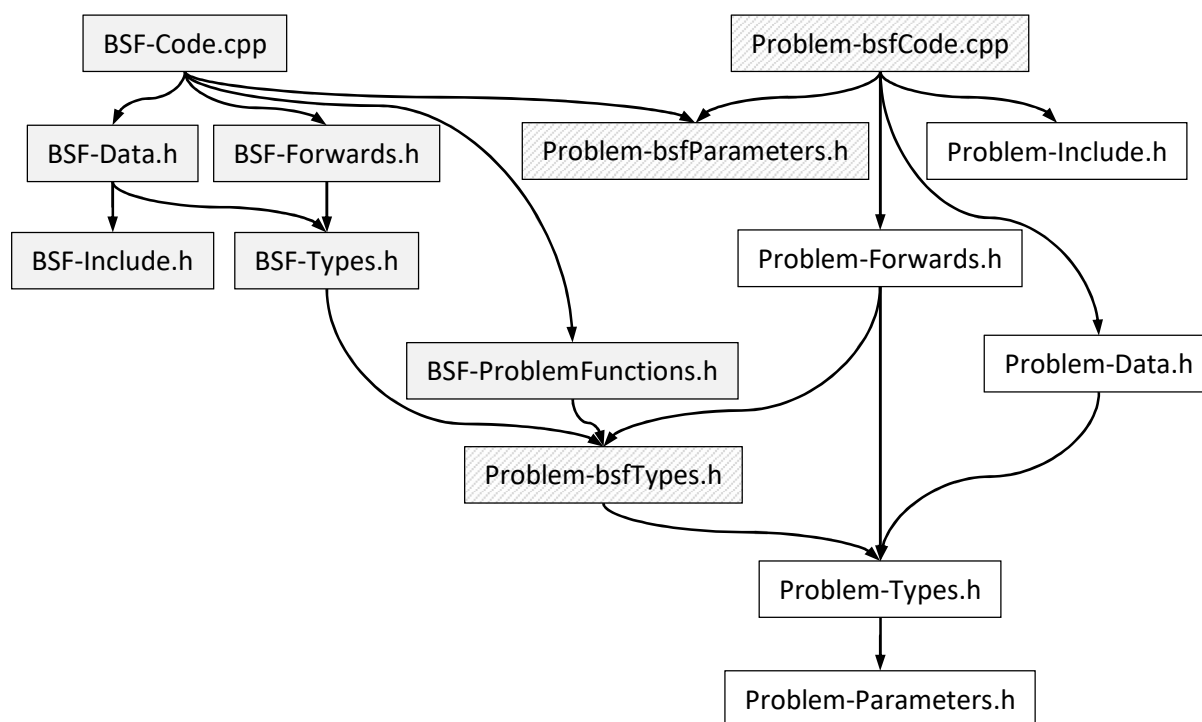 BSF-Code.cpp
Problem-bsfCode.cpp
BSF-Data.h
BSF-Forwards.h
Problem-bsfParameters.h
Problem-Include.h
BSF-Include.h
BSF-Types.h
Problem-Forwards.h
BSF-ProblemFunctions.h
Problem-Data.h
Problem-bsfTypes.h
Problem-Types.h
Problem-Parameters.h